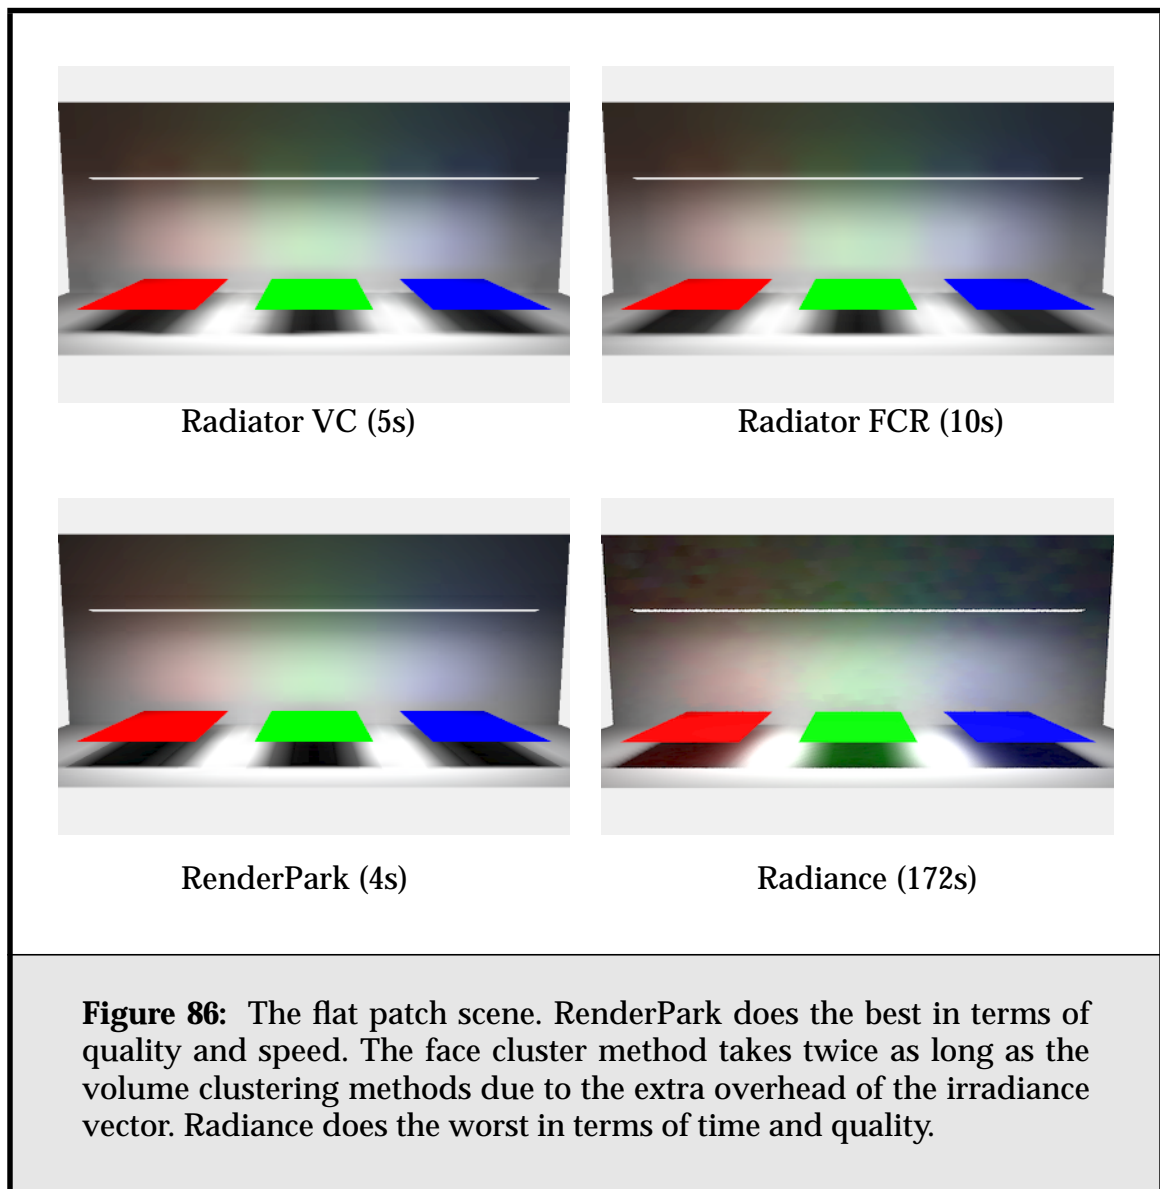 Radiator VC (5s)
Radiator FCR (10s)
RenderPark (4s)
Radiance (172s)
Figure 86: The flat patch scene. RenderPark does the best in terms of
quality and speed. The face cluster method takes twice as long as the
volume clustering methods due to the extra overhead of the irradiance
vector. Radiance does the worst in terms of time and quality.